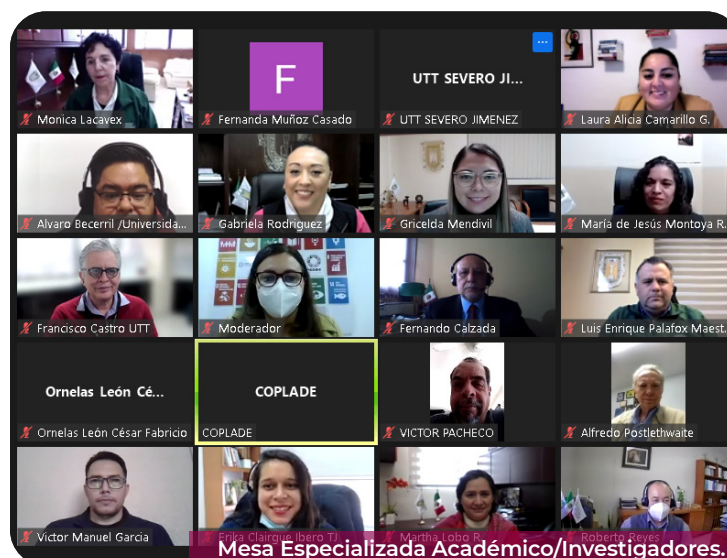 Monica Lacavex
F
Fernanda Muñoz Casado
UTT SEVERO JI...
UTT SEVERO JIMENEZ
Laura Alicia Camarillo G.
Alvaro Becerril /Universida...
Gabriela Rodriguez
Gricelda Mendivil
María de Jesús Montoya R.
Francisco Castro UTT
Moderador
Fernando Calzada
Luis Enrique Palafox Maest.
Ornelas León Cé...
Ornelas León César Fabricio
COPLADE
COPLADE
VICTOR PACHECO
Alfredo Postlethwaite
Victor Manuel Garcia
Erika Clairgue Ibero TJ
Martha Lobo R
Roberto Reyes
Mesa Especializada Académico/Investigadores